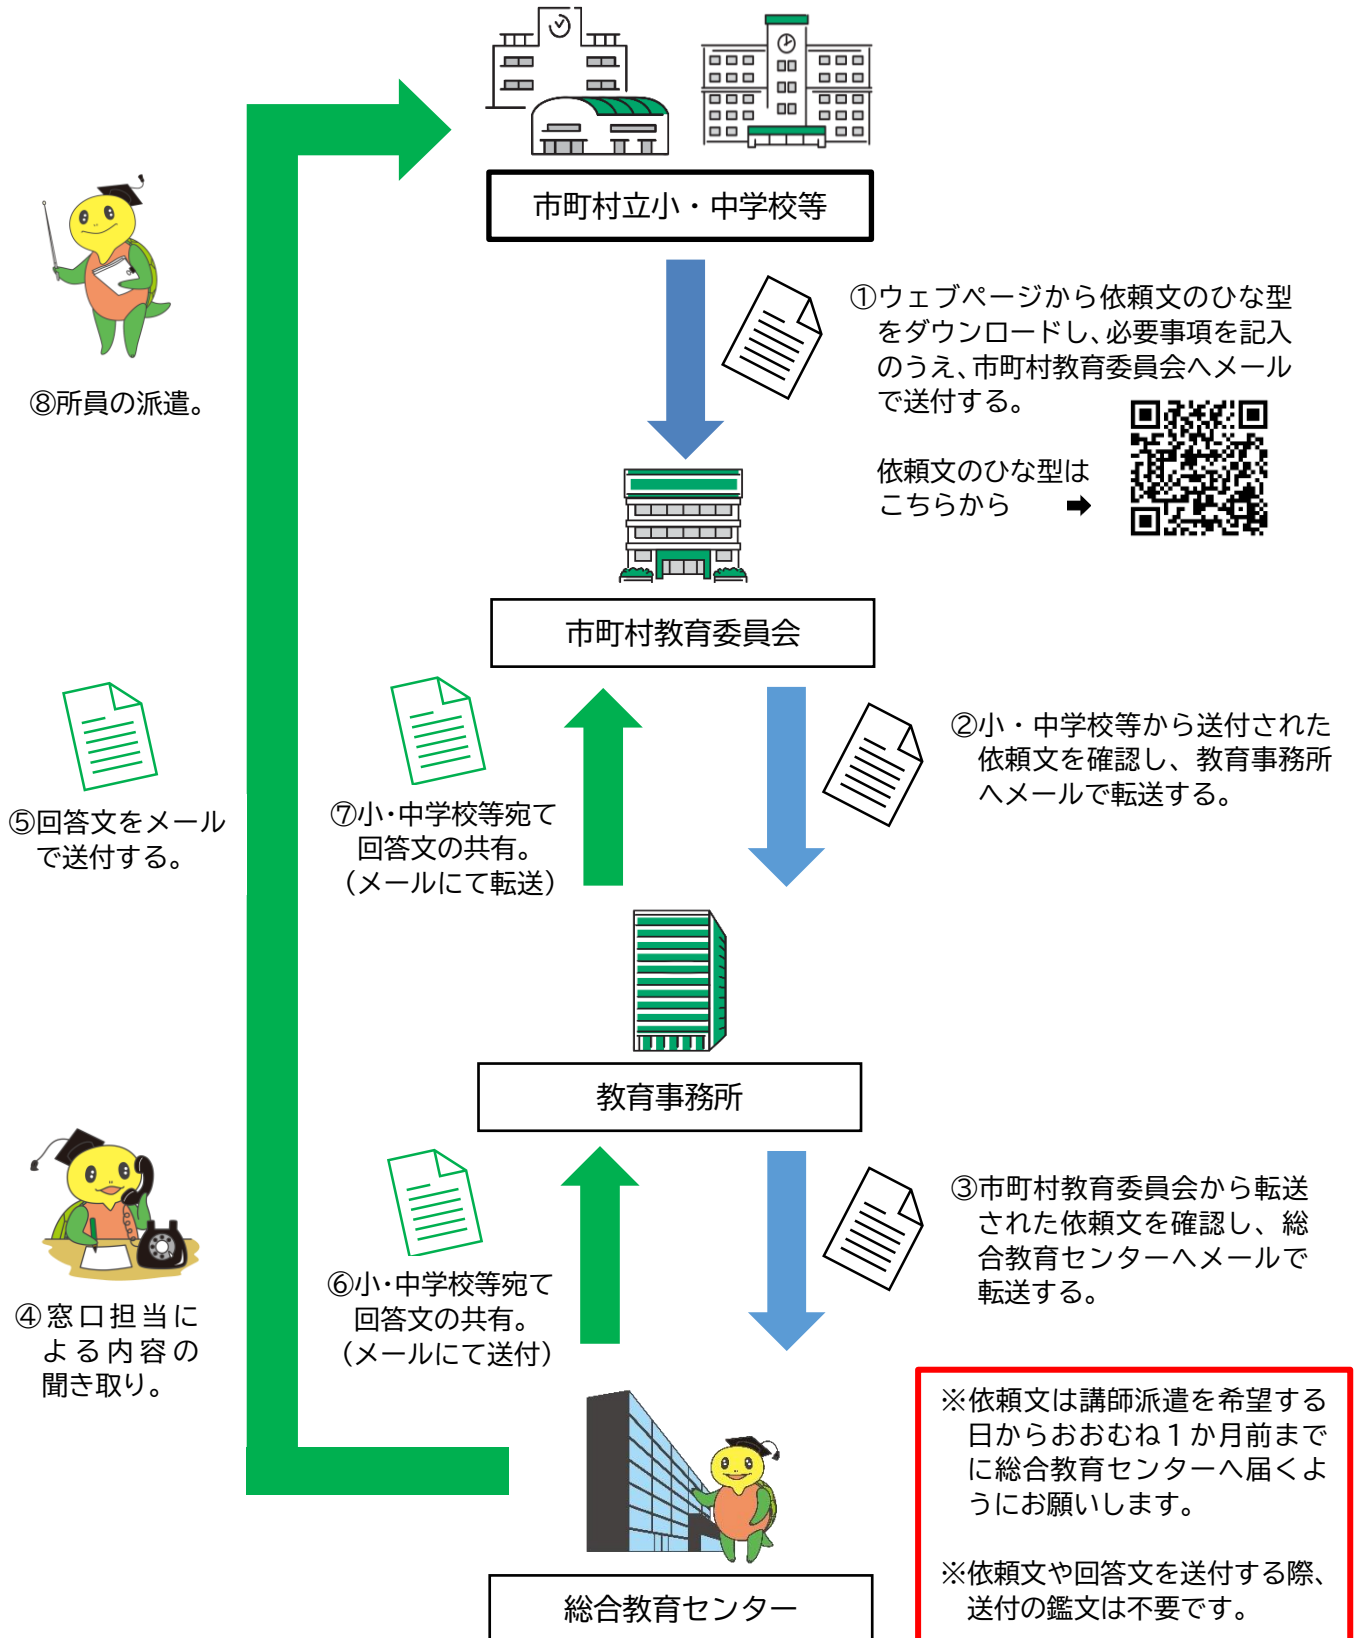 市町村立小・中学校等
①ウェブページから依頼文のひな型
をダウンロードし、必要事項を記入
のうえ、市町村教育委員会へメール
で送付する。
依頼文のひな型は
こちらから ➡
⑧所員の派遣。
市町村教育委員会
②小・中学校等から送付された
依頼文を確認し、教育事務所
へメールで転送する。
⑤回答文をメール
で送付する。
⑦小・中学校等宛て
回答文の共有。
（メールにて転送）
教育事務所
③市町村教育委員会から転送
された依頼文を確認し、総
合教育センターへメールで
転送する。
④窓口担当に
よる内容の
聞き取り。
⑥小・中学校等宛て
回答文の共有。
（メールにて送付）
総合教育センター
※依頼文は講師派遣を希望する
日からおおむね１か月前まで
に総合教育センターへ届くよ
うにお願いします。
※依頼文や回答文を送付する際、
送付の鑑文は不要です。